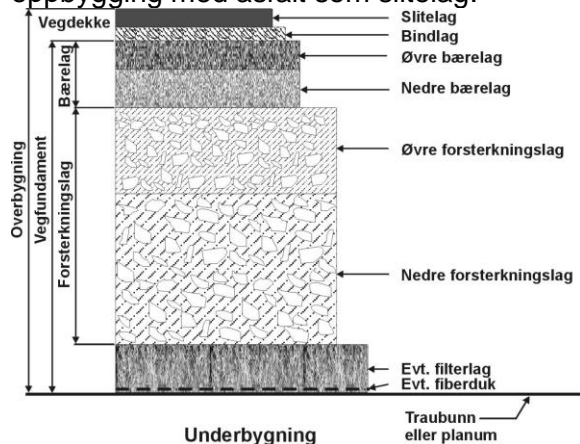 oppbygging med asfalt som slitelag.
Vegdekke
Slitelag
Bindlag
Øvre bærelag
Nedre bærelag
Øvre forsterkningslag
Nedre forsterkningslag
Evt. filterlag
Evt. fiberduk
Traubunn
eller planum
Underbygning
Overbygning
Vegfundament
Bærelag
Forsterkningslag